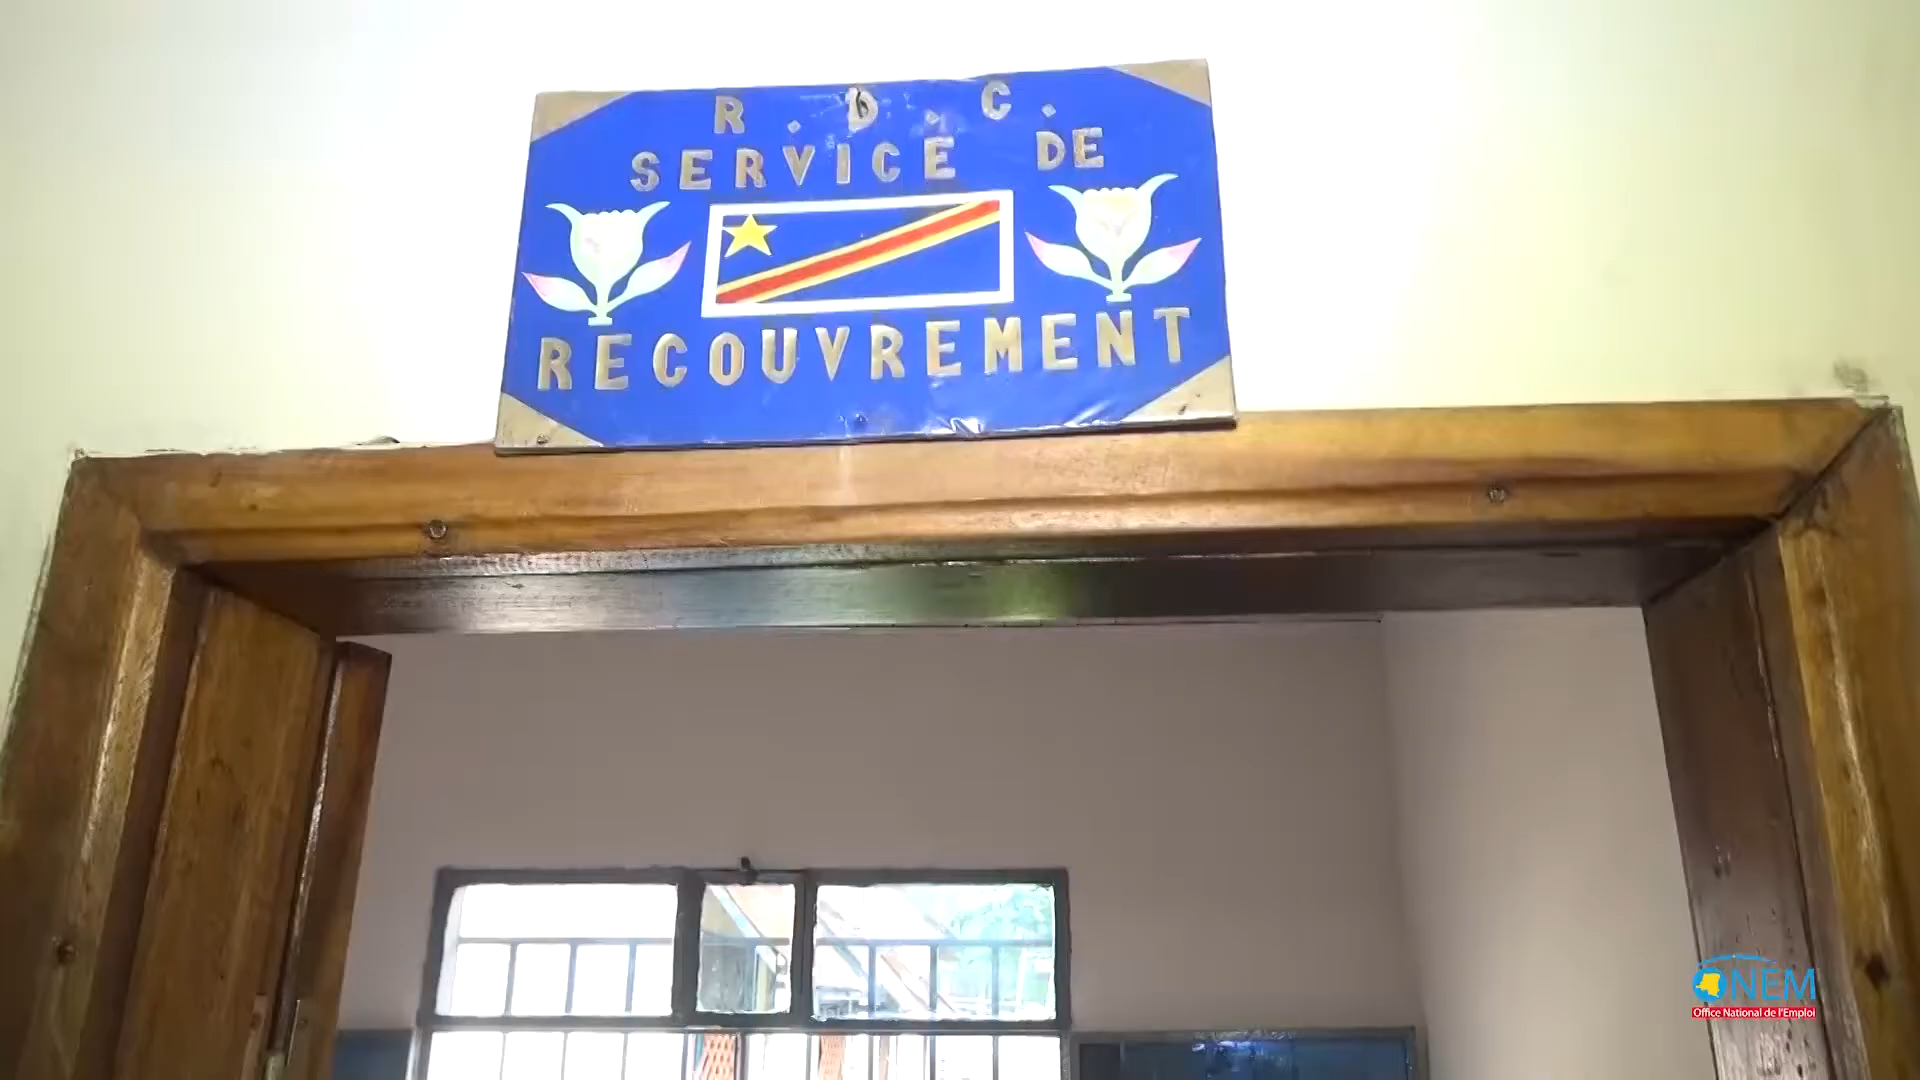 R.D.C.
SERVICE DE
RECOUVREMENT
ONEM
Office National de l'Emploi